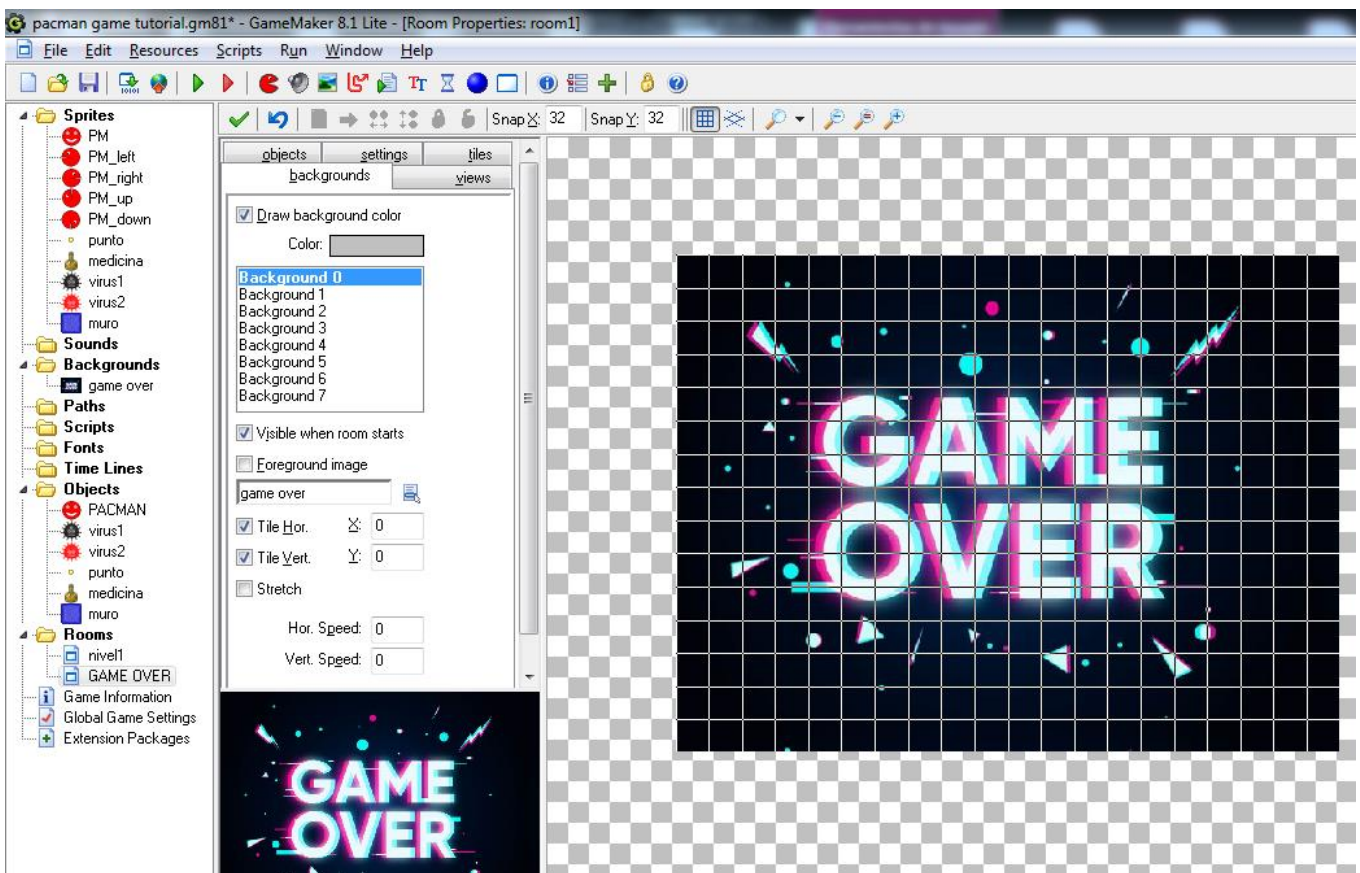 pacman game tutorial.gm81* - GameMaker 8.1 Lite - [Room Properties: room1]
File Edit Resources Scripts Run Window Help
Snap X: 32 Snap Y: 32
Sprites
PM
PM_left
PM_right
PM_up
PM_down
punto
medicina
virus1
virus2
muro
Sounds
Backgrounds
game over
Paths
Scripts
Fonts
Time Lines
Objects
PACMAN
virus1
virus2
punto
medicina
muro
Rooms
nivel1
GAME OVER
Game Information
Global Game Settings
Extension Packages
objects settings tiles
backgrounds views
Draw background color
Color:
Background 0
Background 1
Background 2
Background 3
Background 4
Background 5
Background 6
Background 7
Visible when room starts
Foreground image
game over
Tile Hor. X: 0
Tile Vert. Y: 0
Stretch
Hor. Speed: 0
Vert. Speed: 0
GAME
OVER
GAME
OVER